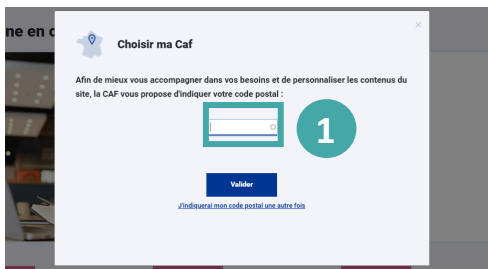 ne en c
Choisir ma Caf
Afin de mieux vous accompagner dans vos besoins et de personnaliser les contenus du
site, la CAF vous propose d'indiquer votre code postal :
1
Valider
J'indiquerai mon code postal une autre fois